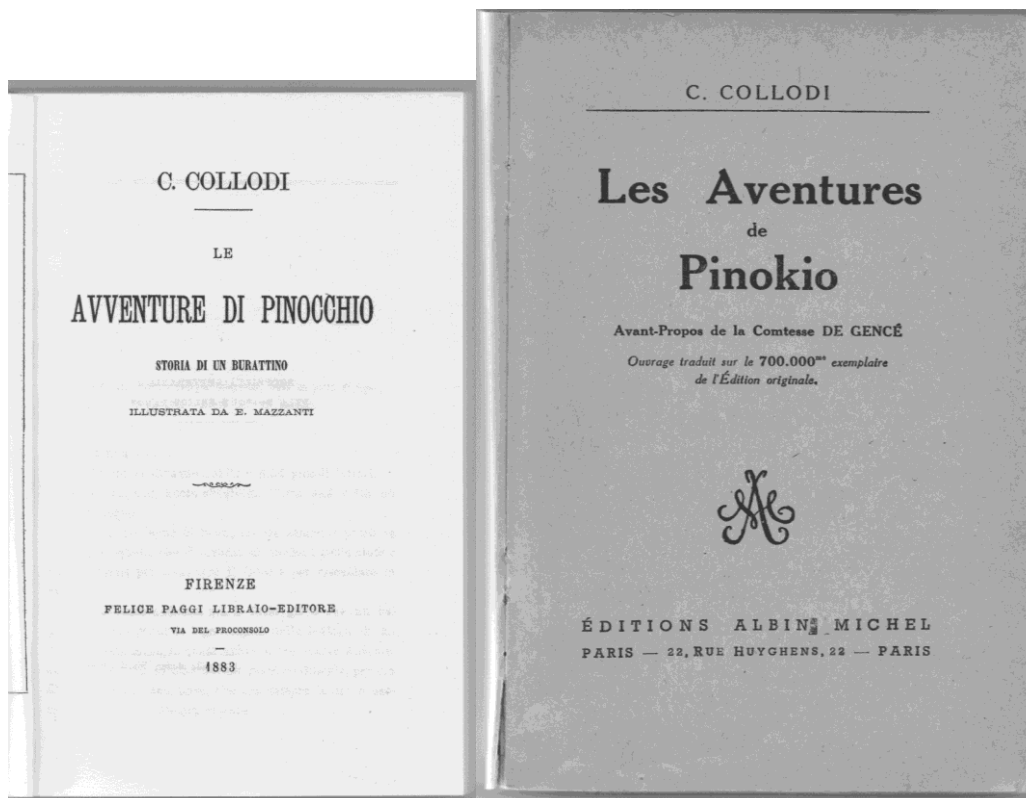 C. COLLODI
LE
AVVENTURE DI PINOCCHIO
STORIA DI UN BURATTINO
ILLUSTRATA DA E. MAZZANTI
FIRENZE
FELICE PAGGI LIBRAIO-EDITORE
VIA DEL PROCONSOLO
1883
C. COLLODI
Les Aventures
de
Pinokio
Avant-Propos de la Comtesse DE GENCÉ
Ouvrage traduit sur le 700.000me exemplaire
de l'Édition originale.
ÉDITIONS ALBIN MICHEL
PARIS — 22, RUE HUYGHENS, 22 — PARIS